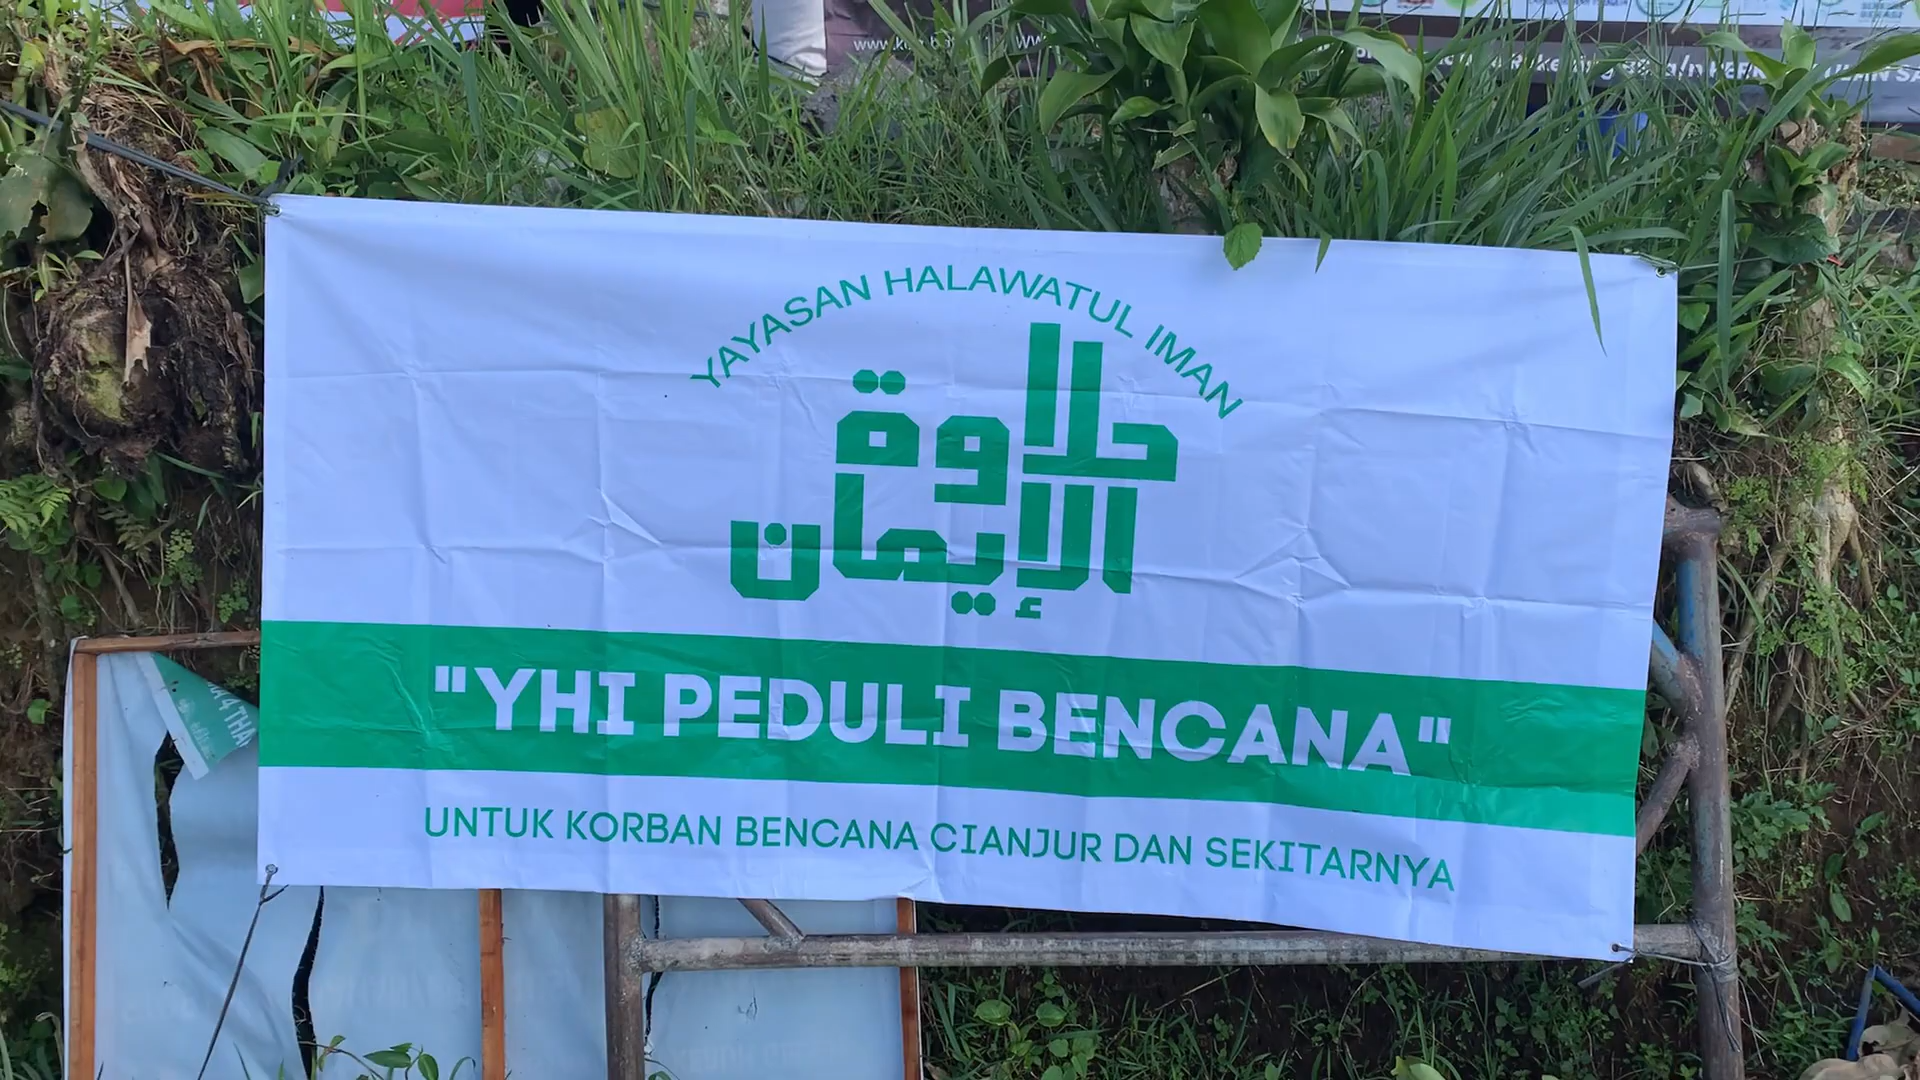 YAYASAN HALAWATUL IMAN
حلاوة
الإيمان
"YHI PEDULI BENCANA"
UNTUK KORBAN BENCANA CIANJUR DAN SEKITARNYA